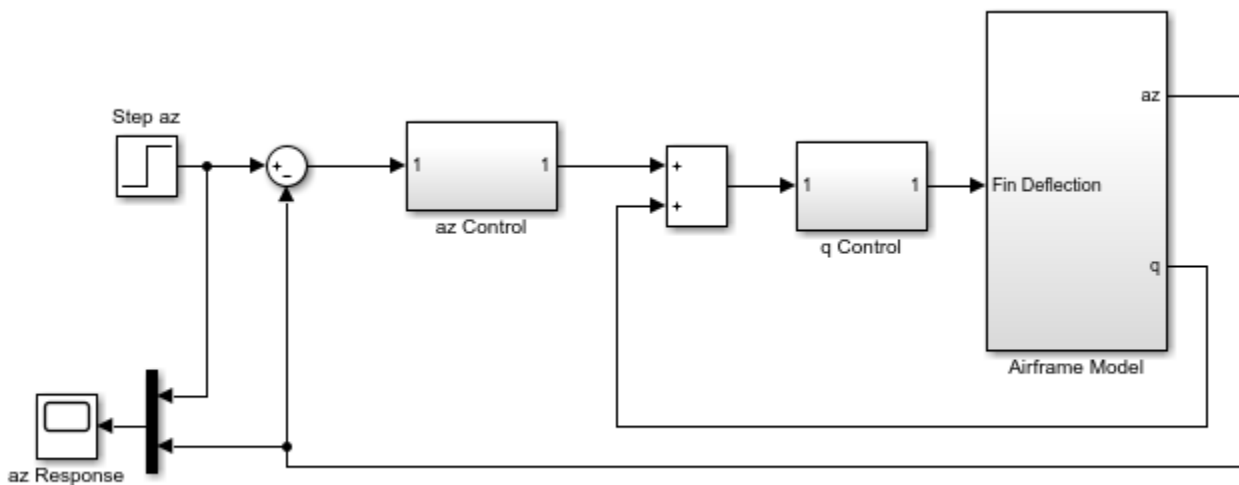 Step az
+
−
1
1
az Control
+
+
1
1
q Control
az
Fin Deflection
q
Airframe Model
az Response